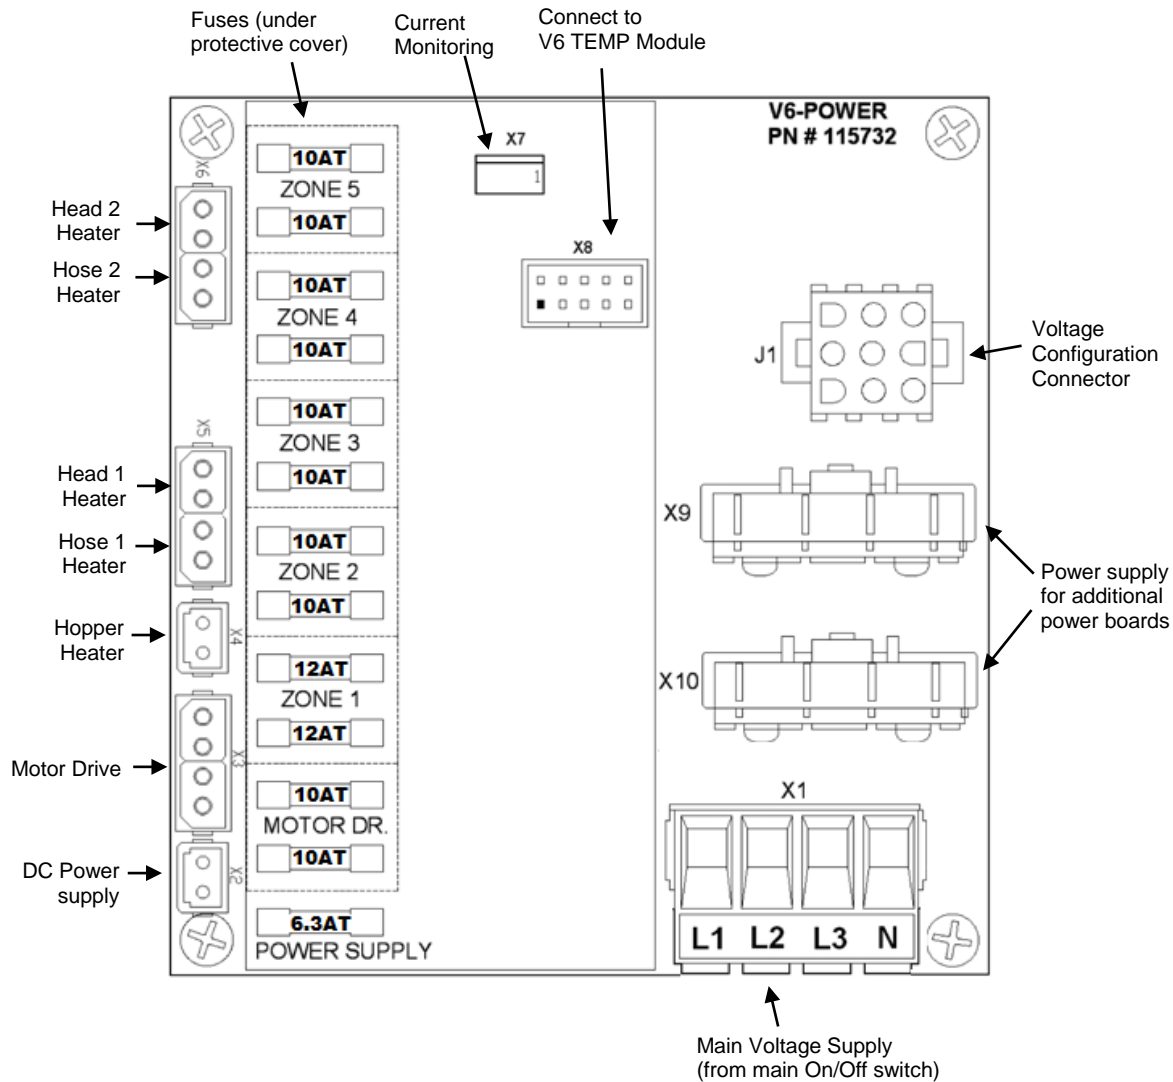 Fuses (under
protective cover)
Current
Monitoring
Connect to
V6 TEMP Module
V6-POWER
PN # 115732
X7
1
X8
X6
Head 2
Heater
Hose 2
Heater
10AT
ZONE 5
10AT
10AT
ZONE 4
10AT
J1
Voltage
Configuration
Connector
X5
10AT
ZONE 3
10AT
Head 1
Heater
Hose 1
Heater
X9
10AT
ZONE 2
10AT
Power supply
for additional
power boards
Hopper
Heater
X4
12AT
ZONE 1
12AT
X10
Motor Drive
X3
10AT
MOTOR DR.
10AT
X1
DC Power
supply
X2
6.3AT
POWER SUPPLY
L1 L2 L3 N
Main Voltage Supply
(from main On/Off switch)